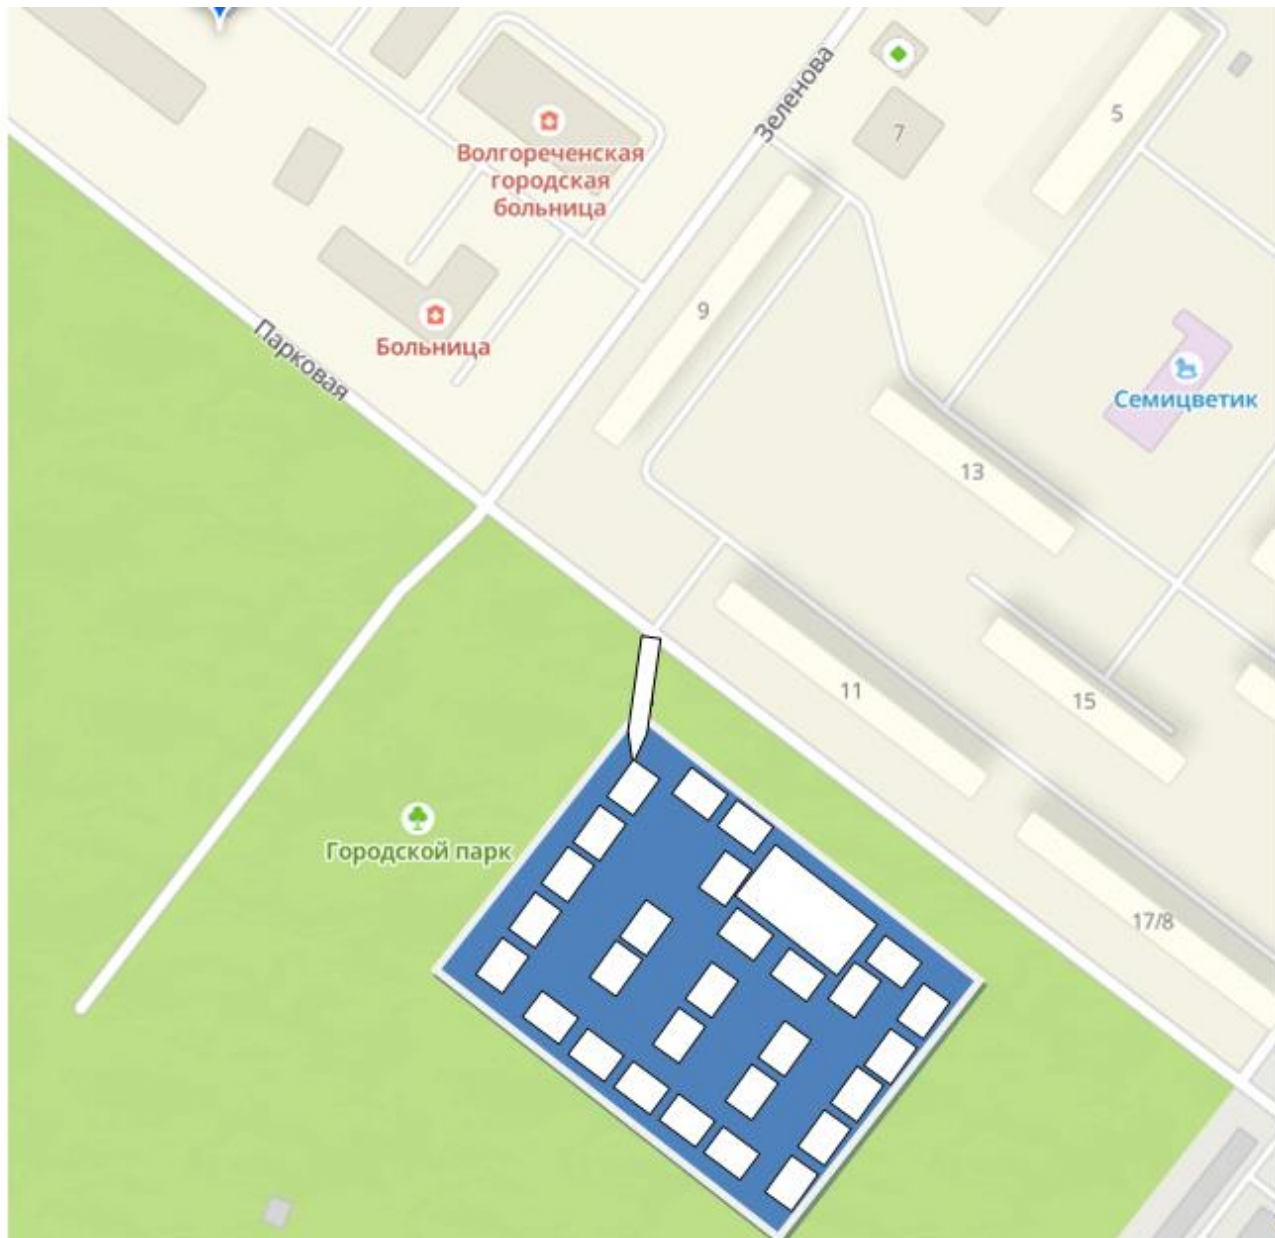 Зеленова
5
7
Волгореченская
городская
больница
9
Больница
Парковая
Семицветик
13
11
15
Городской парк
17/8